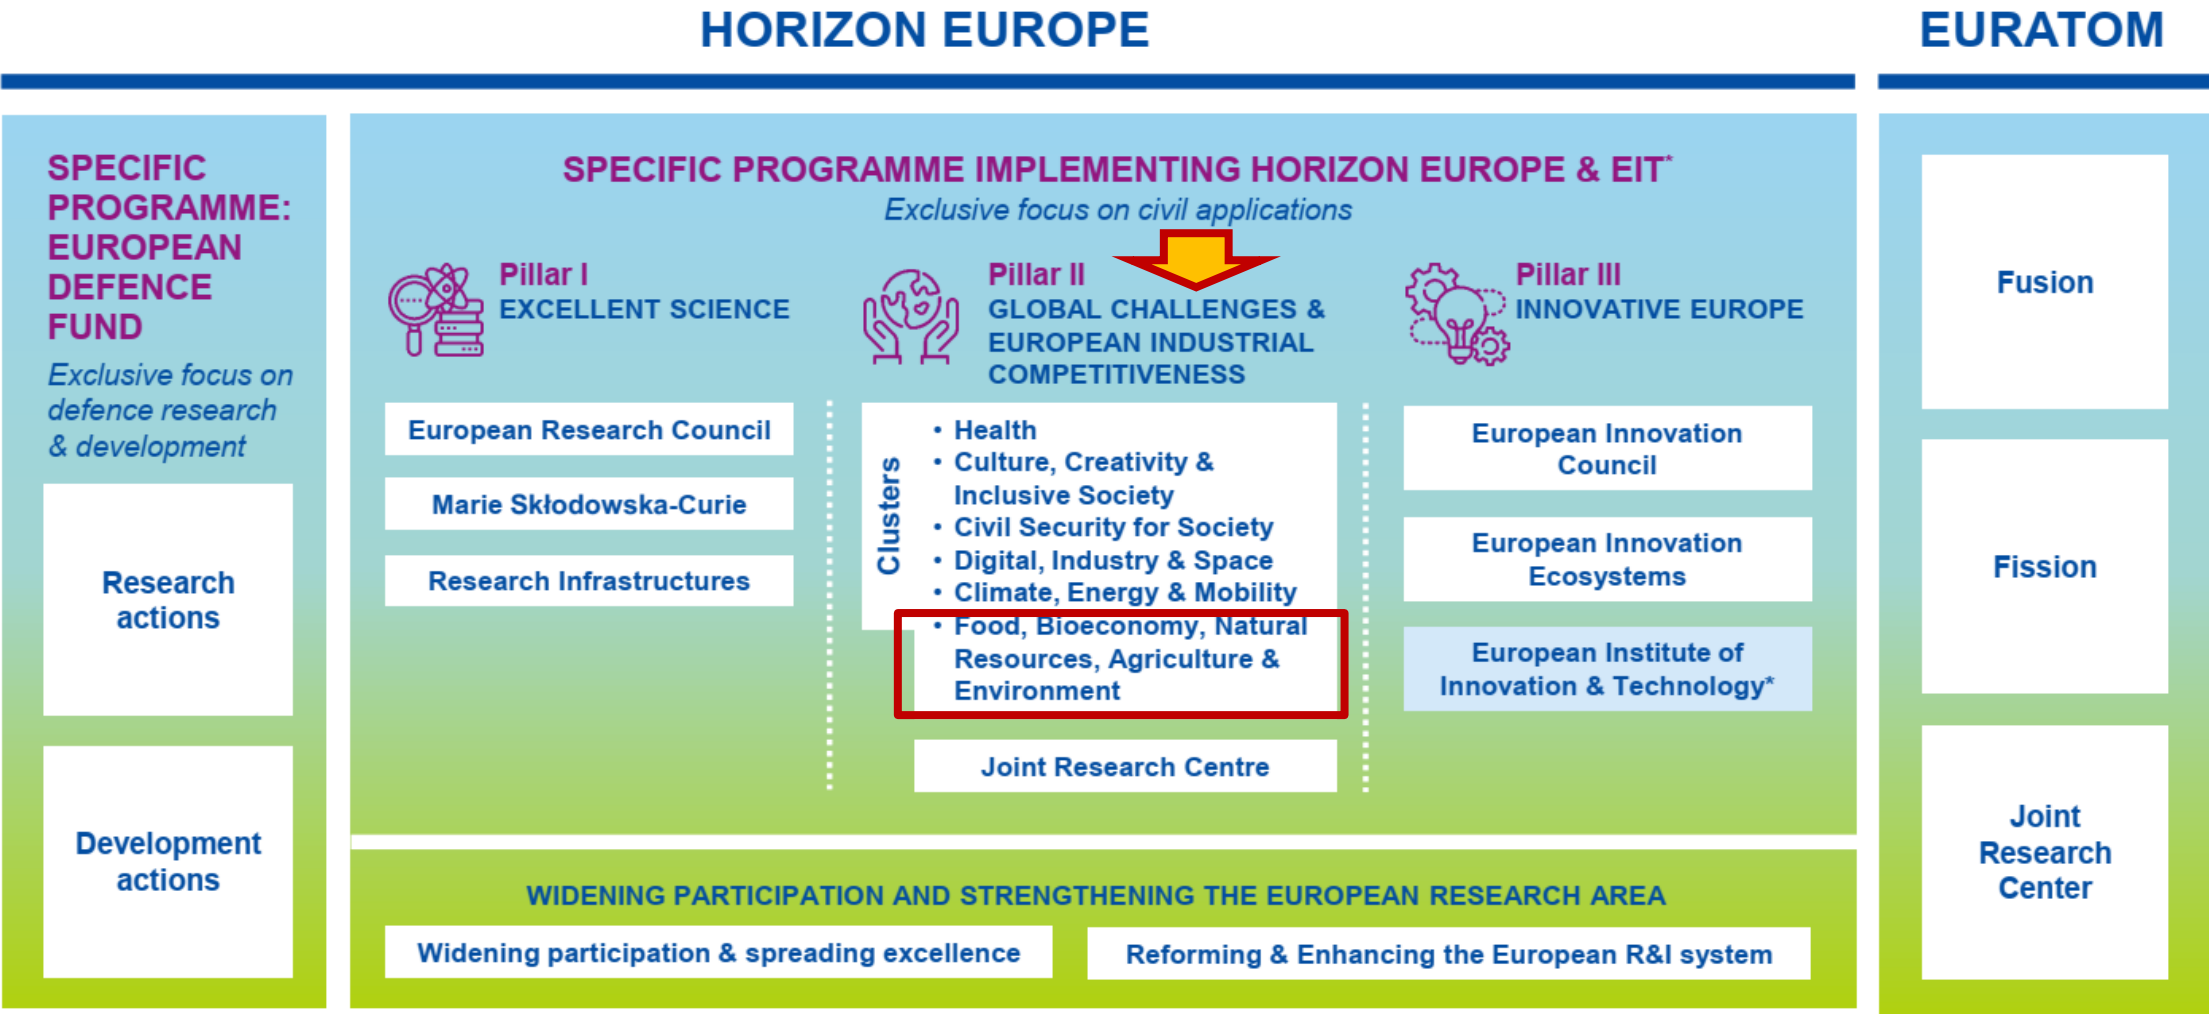 HORIZON EUROPE
EURATOM
SPECIFIC
PROGRAMME:
EUROPEAN
DEFENCE
FUND
Exclusive focus on
defence research
& development
Research
actions
Development
actions
SPECIFIC PROGRAMME IMPLEMENTING HORIZON EUROPE & EIT*
Exclusive focus on civil applications
Pillar I
EXCELLENT SCIENCE
European Research Council
Marie Skłodowska-Curie
Research Infrastructures
Pillar II
GLOBAL CHALLENGES &
EUROPEAN INDUSTRIAL
COMPETITIVENESS
Clusters
• Health
• Culture, Creativity &
Inclusive Society
• Civil Security for Society
• Digital, Industry & Space
• Climate, Energy & Mobility
• Food, Bioeconomy, Natural
Resources, Agriculture &
Environment
Joint Research Centre
Pillar III
INNOVATIVE EUROPE
European Innovation
Council
European Innovation
Ecosystems
European Institute of
Innovation & Technology*
WIDENING PARTICIPATION AND STRENGTHENING THE EUROPEAN RESEARCH AREA
Widening participation & spreading excellence
Reforming & Enhancing the European R&I system
Fusion
Fission
Joint
Research
Center